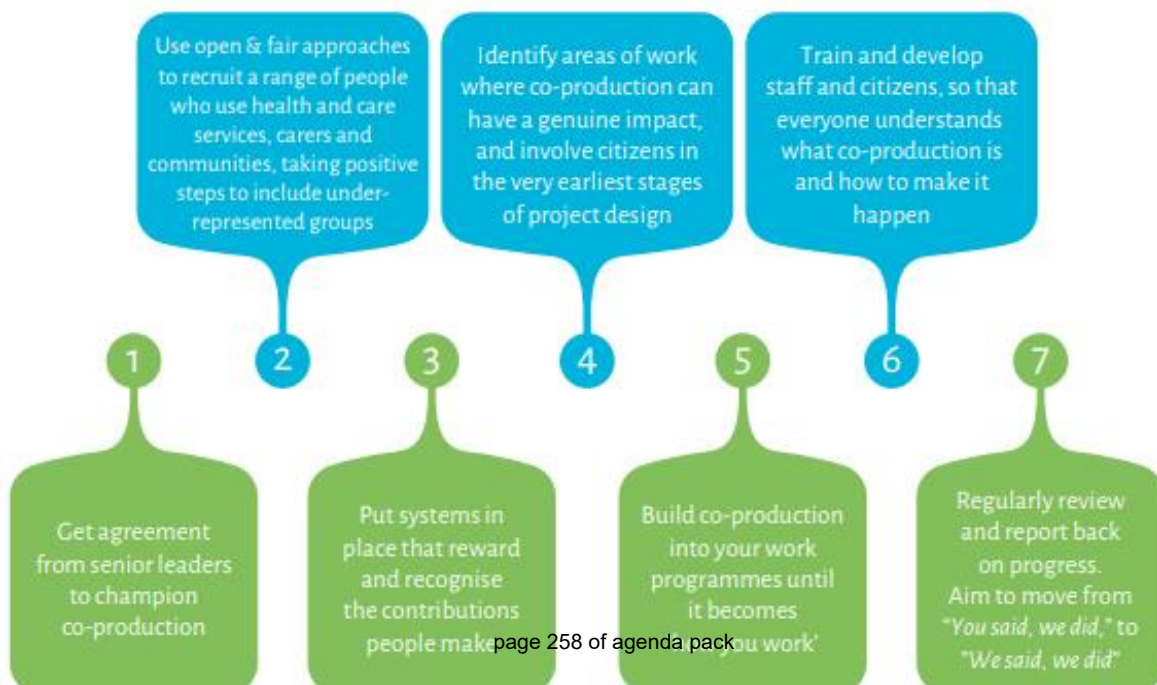 Use open & fair approaches
to recruit a range of people
who use health and care
services, carers and
communities, taking positive
steps to include under-
represented groups
Identify areas of work
where co-production can
have a genuine impact,
and involve citizens in
the very earliest stages
of project design
Train and develop
staff and citizens, so that
everyone understands
what co-production is
and how to make it
happen
1
2
3
4
5
6
7
Get agreement
from senior leaders
to champion
co-production
Put systems in
place that reward
and recognise
the contributions
people make
Build co-production
into your work
programmes until
it becomes
you work’
page 258 of agenda pack
Regularly review
and report back
on progress.
Aim to move from
“You said, we did,” to
“We said, we did”